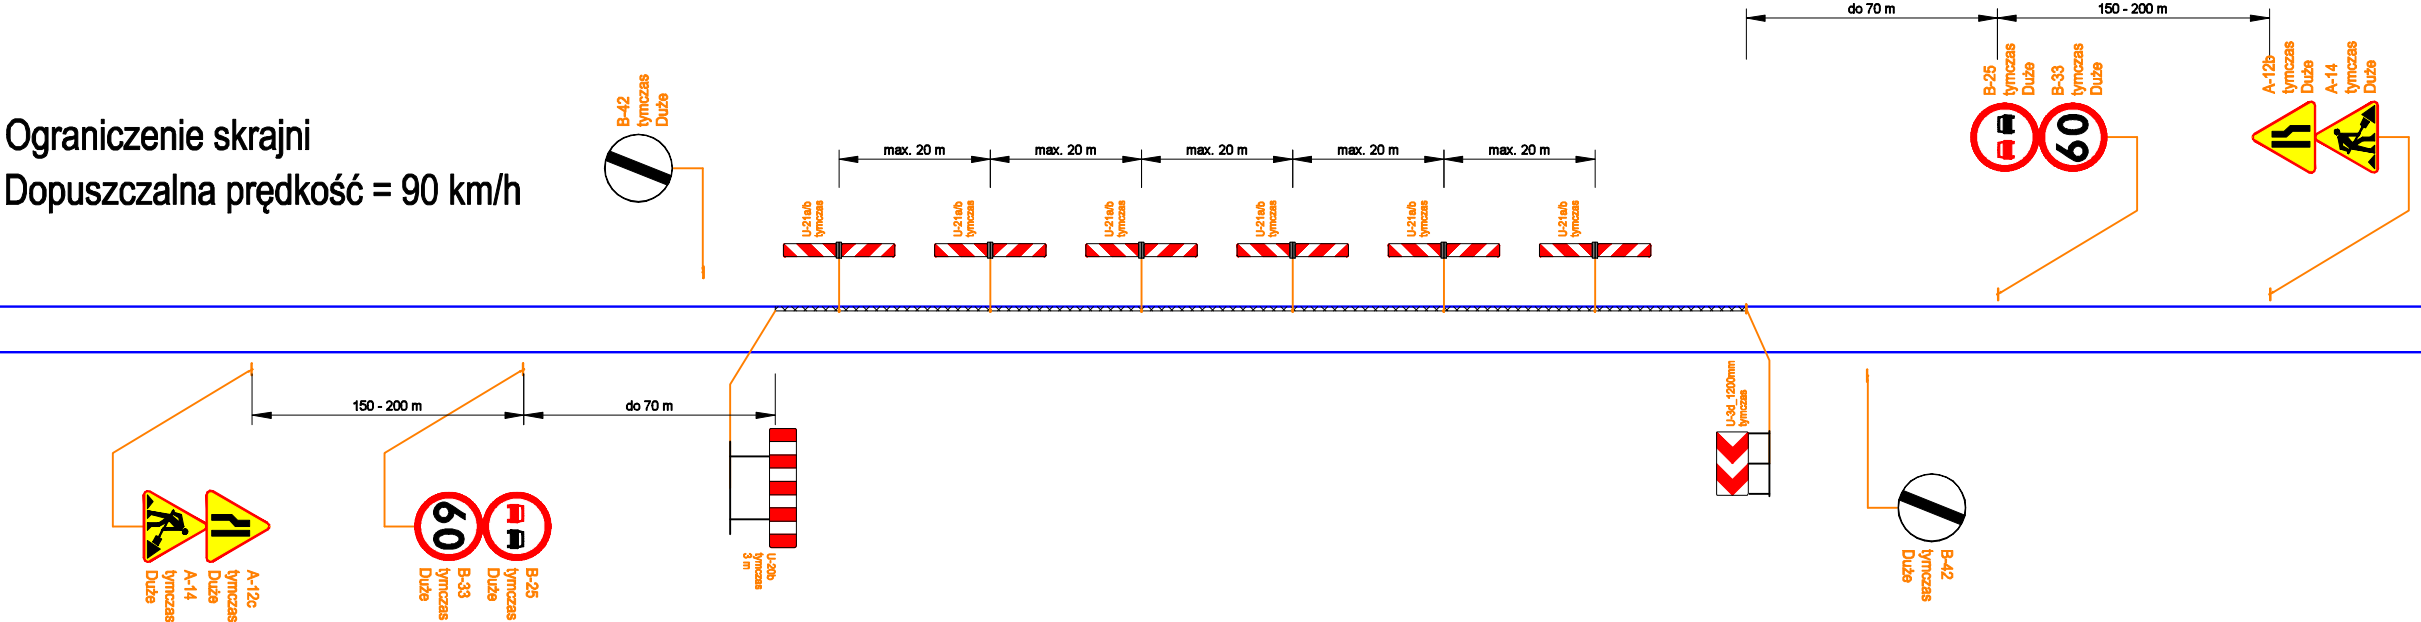 Ograniczenie skrajni
Dopuszczalna prędkość = 90 km/h
B-42
tymczas
Duże
max. 20 m
max. 20 m
max. 20 m
max. 20 m
max. 20 m
U-21a/b
tymczas
U-21a/b
tymczas
U-21a/b
tymczas
U-21a/b
tymczas
U-21a/b
tymczas
U-21a/b
tymczas
do 70 m
150 - 200 m
B-25
tymczas
Duże
B-33
tymczas
Duże
60
A-12b
tymczas
Duże
A-14
tymczas
Duże
150 - 200 m
do 70 m
A-14
tymczas
Duże
A-12c
tymczas
Duże
60
B-33
tymczas
Duże
B-25
tymczas
Duże
U-20b
tymczas
3 m
U-3d_1200mm
tymczas
B-42
tymczas
Duże